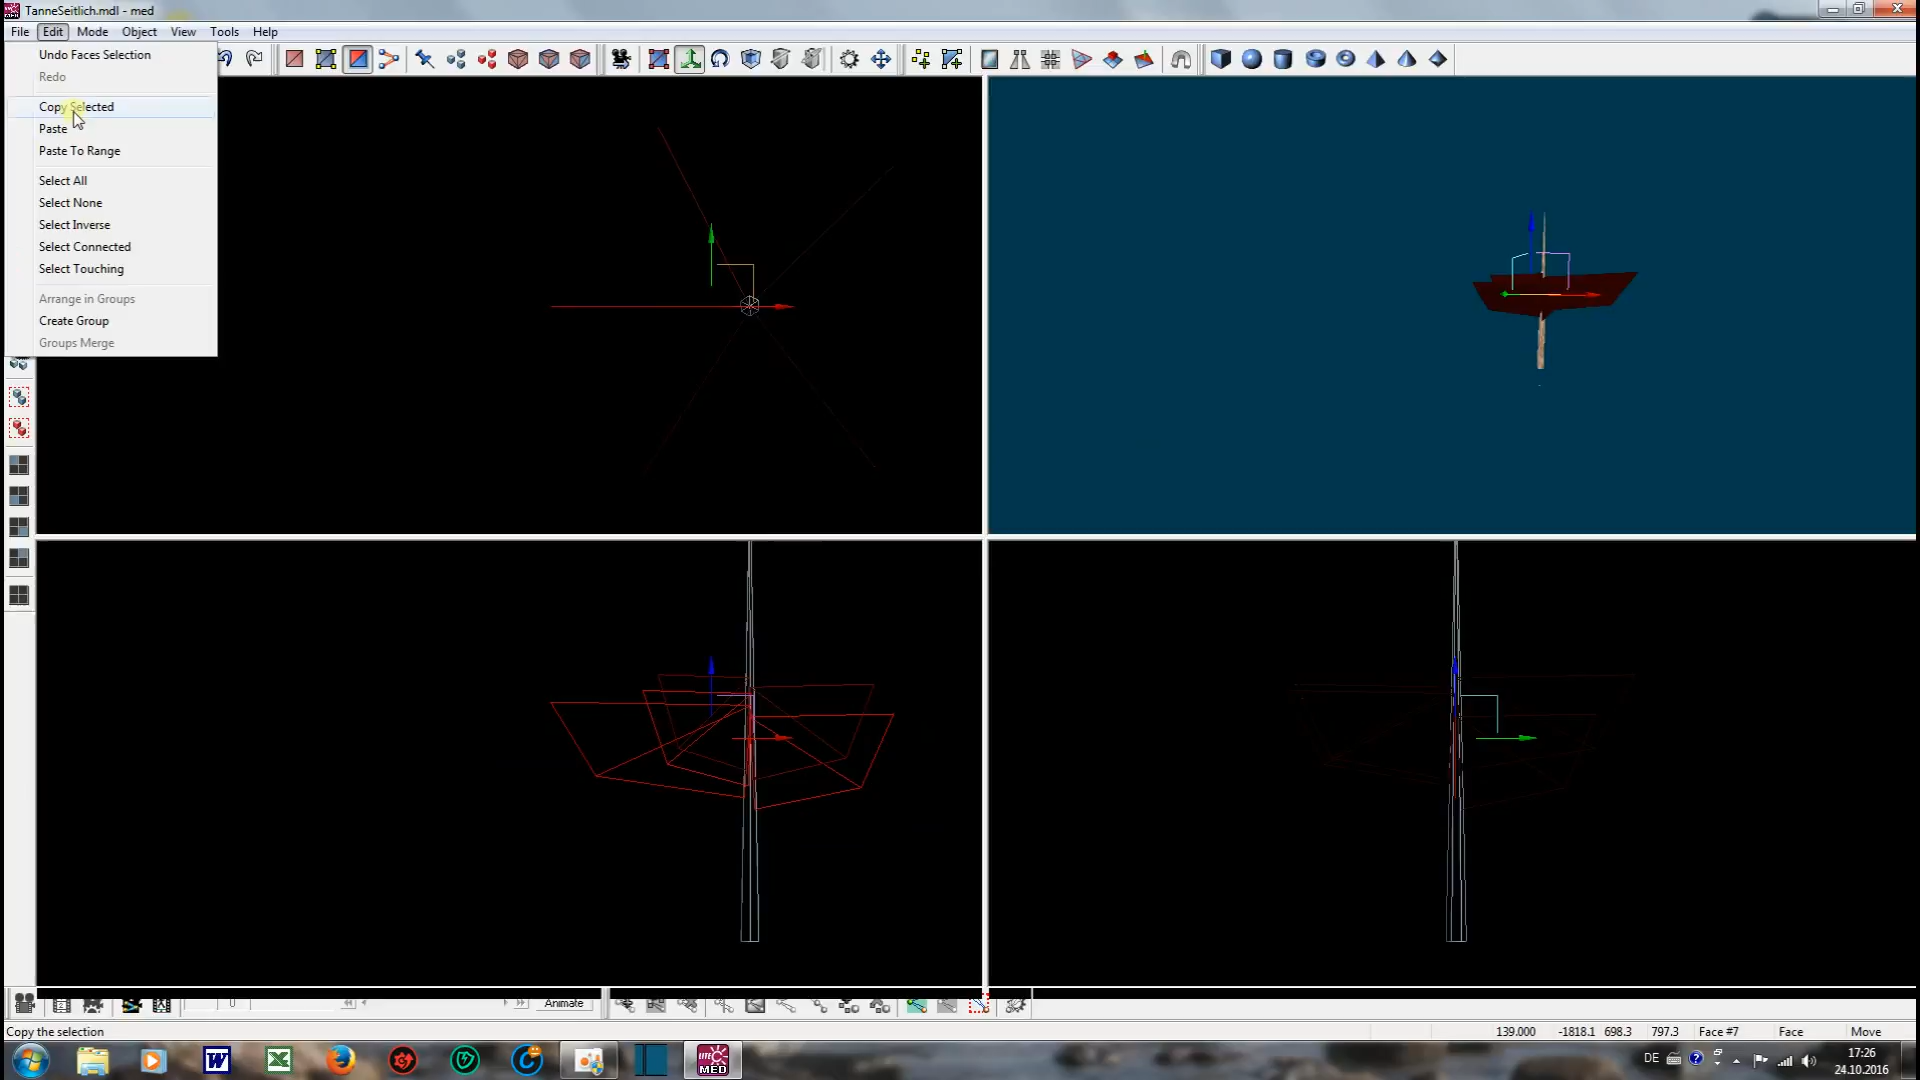 TanneSeitlich.mdl - med
File Edit Mode Object View Tools Help
Undo Faces Selection
Redo
Copy Selected
Paste
Paste To Range
Select All
Select None
Select Inverse
Select Connected
Select Touching
Arrange in Groups
Create Group
Groups Merge
0
Animate
Copy the selection
139.000 -1818.1 698.3 797.3 Face #7 Face Move
MED
DE 17:26
24.10.2016